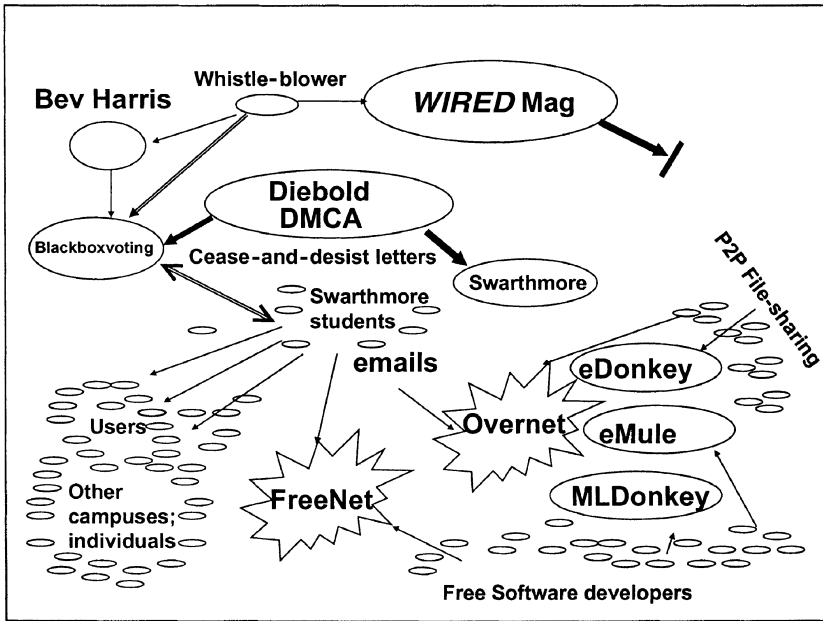 Whistle-blower
Bev Harris
WIRED Mag
Diebold
DMCA
Blackboxvoting
Cease-and-desist letters
Swarthmore
P2P File-sharing
Swarthmore
students
emails
eDonkey
Users
Overnet
eMule
Other
campuses;
individuals
FreeNet
MLDonkey
Free Software developers